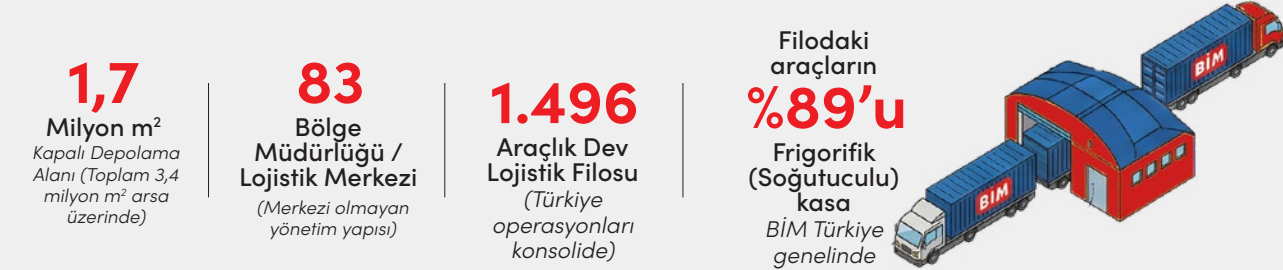 1,7
Milyon m²
Kapalı Depolama
Alanı (Toplam 3,4
milyon m² arsa
üzerinde)
83
Bölge
Müdürlüğü /
Lojistik Merkezi
(Merkezi olmayan
yönetim yapısı)
1.496
Araçlık Dev
Lojistik Filosu
(Türkiye
operasyonları
konsolide)
Filodaki
araçların
%89’u
Frigorifik
(Soğutuculu)
kasa
BİM Türkiye
genelinde
BİM
BİM